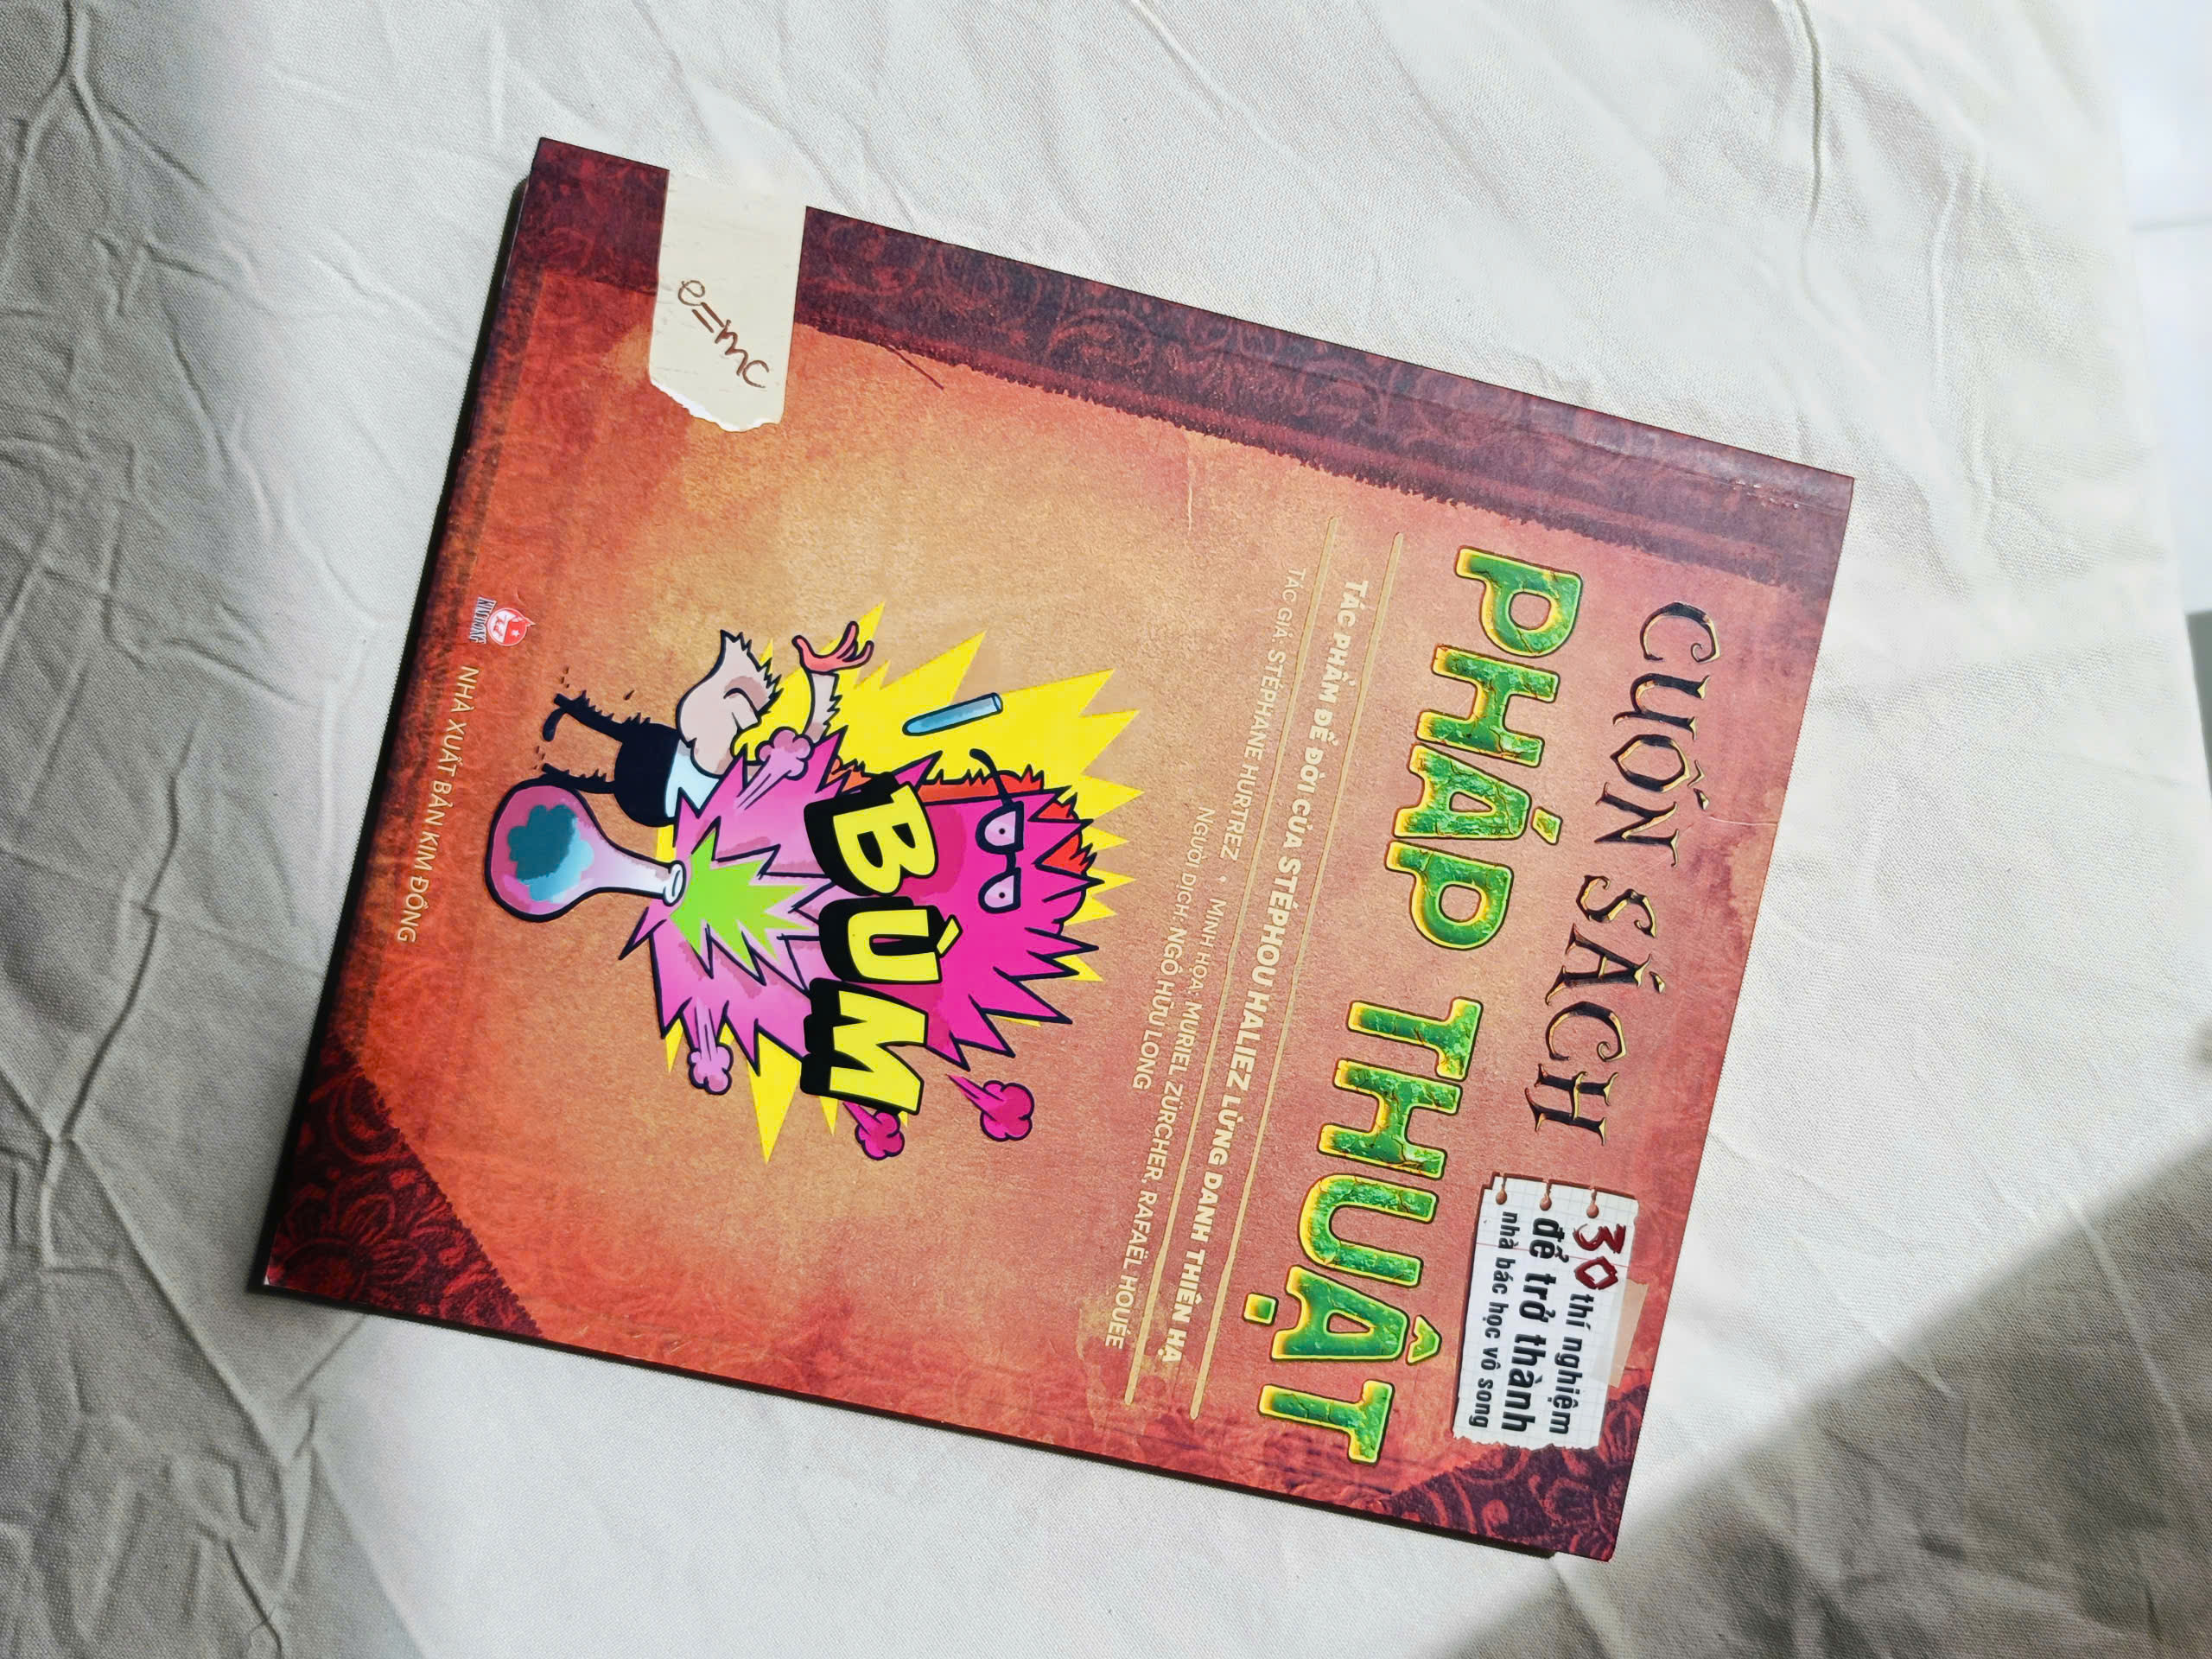 CUỐN SÁCH
PHÁP THUẬT
30 thí nghiệm
để trở thành
nhà bác học vô song
TÁC PHẨM ĐỂ ĐỜI CỦA STÉPHOU HALIEZ LỪNG DANH THIÊN HẠ
TÁC GIẢ: STÉPHANE HURTREZ • MINH HỌA: MURIEL ZÜRCHER, RAFAËL HOUÉE
NGƯỜI DỊCH: NGÔ HỮU LONG
BÙM
e=mc
KIM ĐỒNG
NHÀ XUẤT BẢN KIM ĐỒNG